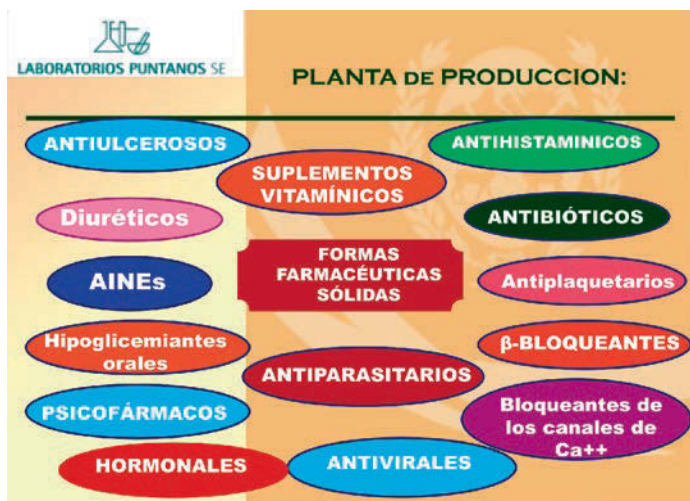 LABORATORIOS PUNTANOS SE
PLANTA DE PRODUCCION:
ANTIULCEROSOS
ANTIHISTAMINICOS
SUPLEMENTOS
VITAMÍNICOS
Diuréticos
ANTIBIÓTICOS
FORMAS
FARMACÉUTICAS
SÓLIDAS
AINEs
Antiplaquetarios
Hipoglicemiantes
orales
β-BLOQUEANTES
ANTIPARASITARIOS
PSICOFÁRMACOS
Bloqueantes de
los canales de
Ca++
HORMONALES
ANTIVIRALES